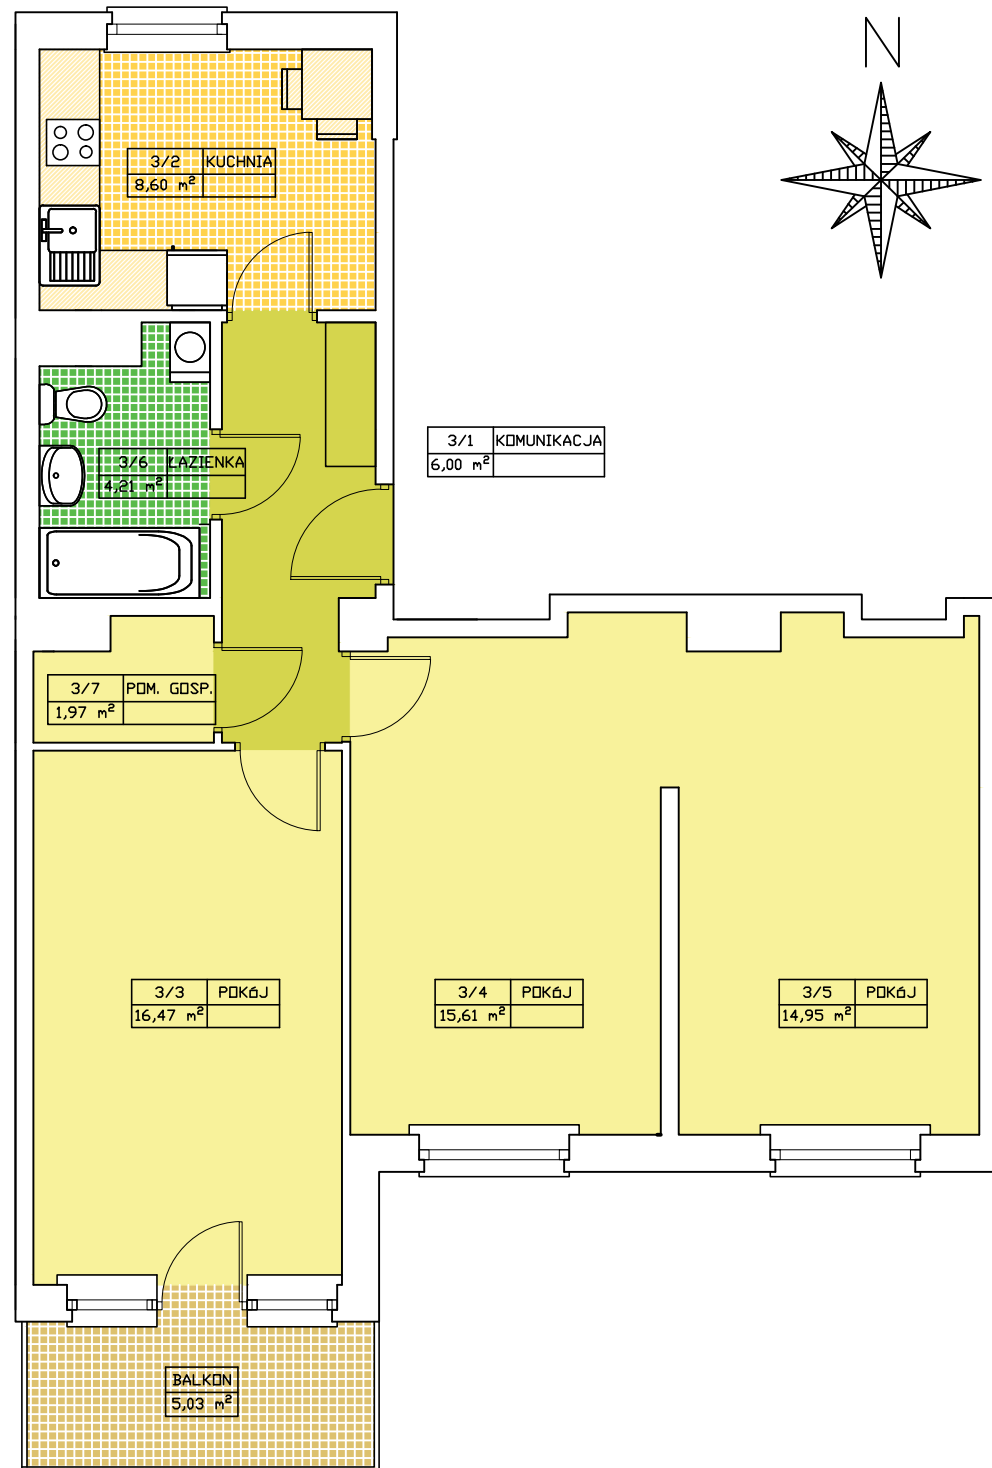 N
3/2 KUCHNIA
8,60 m²
3/1 KOMUNIKACJA
6,00 m²
3/6 ŁAZIENKA
4,21 m²
3/7 POM. GOSP.
1,97 m²
3/3 POKóJ
16,47 m²
3/4 POKóJ
15,61 m²
3/5 POKóJ
14,95 m²
BALKON
5,03 m²